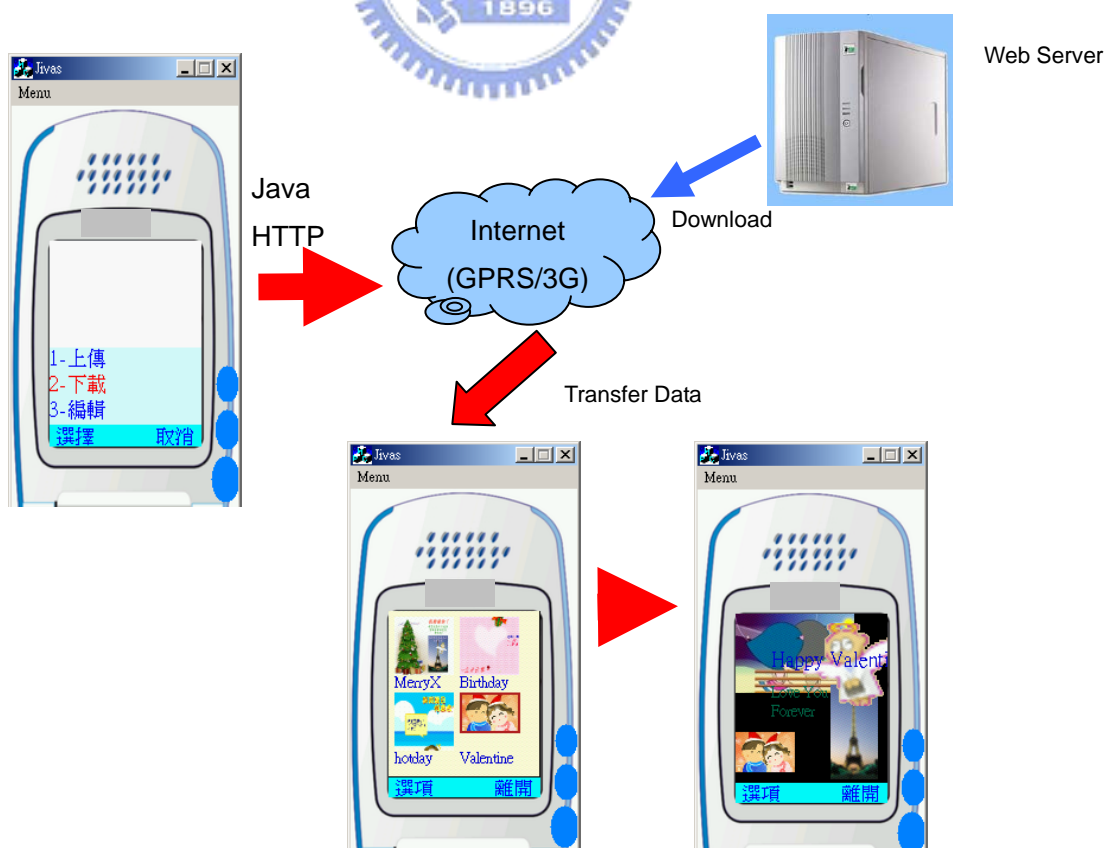 1896
Web Server
Jivas
Menu
Java
HTTP
Internet
(GPRS/3G)
Download
1-上傳
2-下載
3-編輯
選擇 取消
Transfer Data
Jivas
Menu
MerryX Birthday
hotday Valentine
選項 離開
Jivas
Menu
Happy Valenti
Love You
Forever
選項 離開